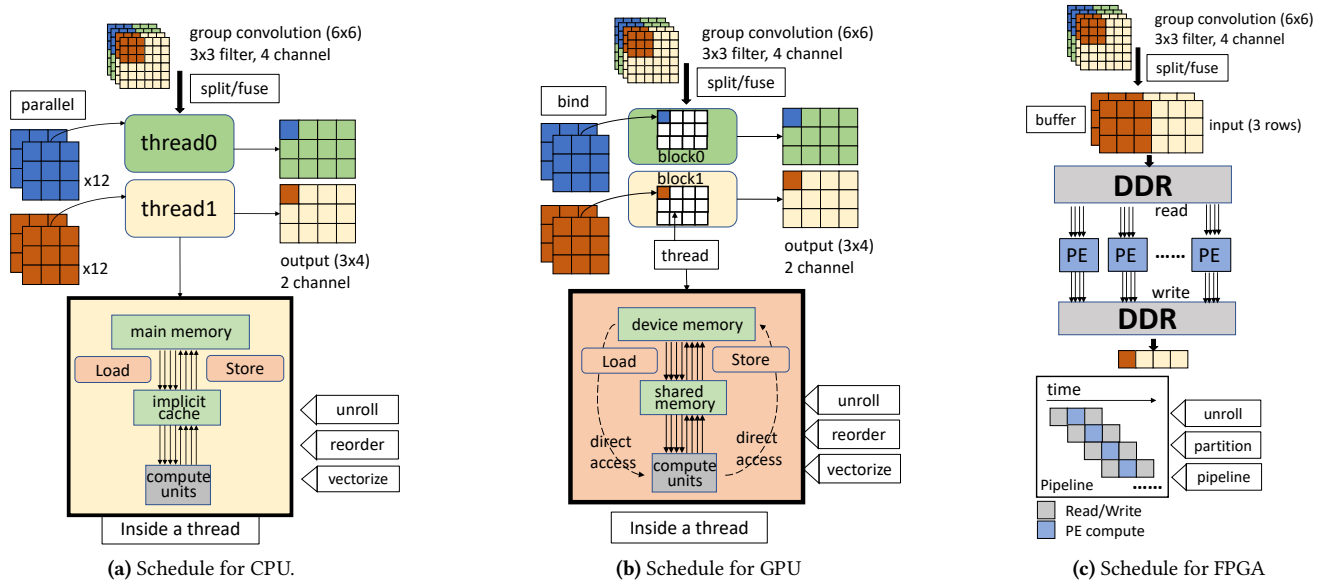 group convolution (6x6)
3x3 filter, 4 channel
split/fuse
parallel
thread0
x12
thread1
x12
output (3x4)
2 channel
main memory
Load
Store
implicit
cache
compute
units
unroll
reorder
vectorize
Inside a thread
(a) Schedule for CPU.
group convolution (6x6)
3x3 filter, 4 channel
split/fuse
bind
block0
block1
thread
output (3x4)
2 channel
device memory
Load
Store
shared
memory
direct
access
direct
access
compute
units
unroll
reorder
vectorize
Inside a thread
(b) Schedule for GPU
group convolution (6x6)
3x3 filter, 4 channel
split/fuse
buffer
input (3 rows)
DDR
read
PE
PE
......
PE
write
DDR
time
Pipeline
......
unroll
partition
pipeline
Read/Write
PE compute
(c) Schedule for FPGA